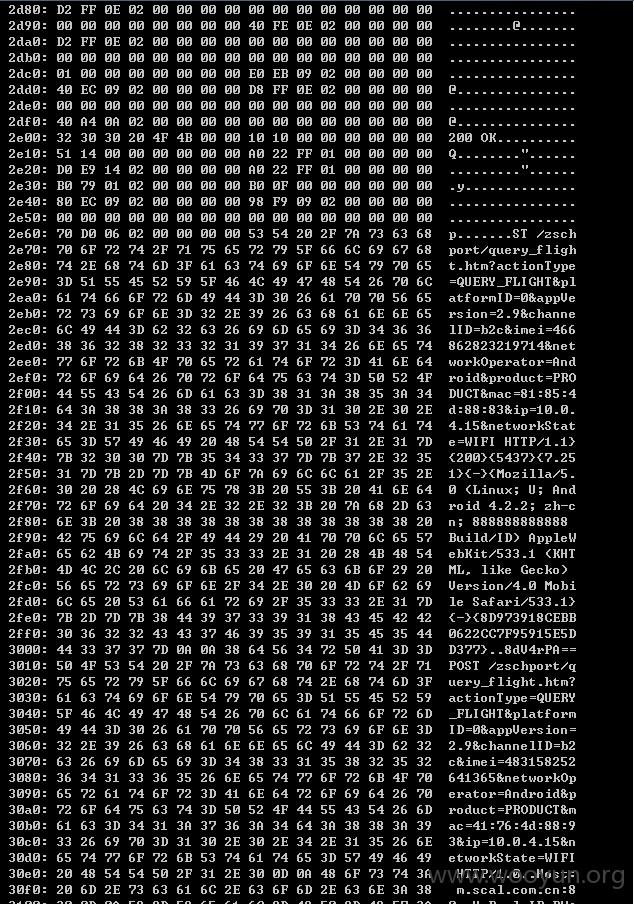 2d80: D2 FF 0E 02 00 00 00 00 00 00 00 00 00 00 00 00 ................
2d90: 00 00 00 00 00 00 00 00 40 FE 0E 02 00 00 00 00 ........@.......
2da0: D2 FF 0E 02 00 00 00 00 00 00 00 00 00 00 00 00 ................
2db0: 00 00 00 00 00 00 00 00 00 00 00 00 00 00 00 00 ................
2dc0: 01 00 00 00 00 00 00 00 E0 EB 09 02 00 00 00 00 ................
2dd0: 40 EC 09 02 00 00 00 00 D8 FF 0E 02 00 00 00 00 @...............
2de0: 00 00 00 00 00 00 00 00 00 00 00 00 00 00 00 00 ................
2df0: 40 A4 0A 02 00 00 00 00 00 00 00 00 00 00 00 00 @...............
2e00: 32 30 30 20 4F 4B 00 00 10 10 00 00 00 00 00 00 200 OK..........
2e10: 51 14 00 00 00 00 00 00 A0 22 FF 01 00 00 00 00 Q........"......
2e20: D0 E9 14 02 00 00 00 00 A0 22 FF 01 00 00 00 00 ........."......
2e30: B0 79 01 02 00 00 00 00 B0 0F 00 00 00 00 00 00 .y..............
2e40: 80 EC 09 02 00 00 00 00 98 F9 09 02 00 00 00 00 ................
2e50: 00 00 00 00 00 00 00 00 00 00 00 00 00 00 00 00 ................
2e60: 70 D0 06 02 00 00 00 00 53 54 20 2F 7A 73 63 68 p.......ST /zsch
2e70: 70 6F 72 74 2F 71 75 65 72 79 5F 66 6C 69 67 68 port/query_fligh
2e80: 74 2E 68 74 6D 3F 61 63 74 69 6F 6E 54 79 70 65 t.htm?actionType
2e90: 3D 51 55 45 52 59 5F 46 4C 49 47 48 54 26 70 6C =QUERY_FLIGHT&pl
2ea0: 61 74 66 6F 72 6D 49 44 3D 30 26 61 70 70 56 65 atformID=0&appVe
2eb0: 72 73 69 6F 6E 3D 32 2E 39 26 63 68 61 6E 6E 65 rsion=2.9&channe
2ec0: 6C 49 44 3D 62 32 63 26 69 6D 65 69 3D 34 36 36 lID=b2c&imei=466
2ed0: 38 36 32 38 32 33 32 31 39 37 31 34 26 6E 65 74 862823219714&net
2ee0: 77 6F 72 6B 4F 70 65 72 61 74 6F 72 3D 41 6E 64 workOperator=And
2ef0: 72 6F 69 64 26 70 72 6F 64 75 63 74 3D 50 52 4F roid&product=PRO
2f00: 44 55 43 54 26 6D 61 63 3D 38 31 3A 38 35 3A 34 DUCT&mac=81:85:4
2f10: 64 3A 38 38 3A 38 33 26 69 70 3D 31 30 2E 30 2E d:88:83&ip=10.0.
2f20: 34 2E 31 35 26 6E 65 74 77 6F 72 6B 53 74 61 74 4.15&networkStat
2f30: 65 3D 57 49 46 49 20 48 54 54 50 2F 31 2E 31 7D e=WIFI HTTP/1.1}
2f40: 7B 32 30 30 7D 7B 35 34 33 37 7D 7B 37 2E 32 35 {200}{5437}{7.25
2f50: 31 7D 7B 2D 7D 7B 4D 6F 7A 69 6C 6C 61 2F 35 2E 1}{-}{Mozilla/5.
2f60: 30 20 28 4C 69 6E 75 78 3B 20 55 3B 20 41 6E 64 0 (Linux; U; And
2f70: 72 6F 69 64 20 34 2E 32 2E 32 3B 20 7A 68 2D 63 roid 4.2.2; zh-c
2f80: 6E 3B 20 38 38 38 38 38 38 38 38 38 38 38 38 20 n; 888888888888 
2f90: 42 75 69 6C 64 2F 49 44 29 20 41 70 70 6C 65 57 Build/ID) AppleW
2fa0: 65 62 4B 69 74 2F 35 33 33 2E 31 20 28 4B 48 54 ebKit/533.1 (KHT
2fb0: 4D 4C 2C 20 6C 69 6B 65 20 47 65 63 6B 6F 29 20 ML, like Gecko) 
2fc0: 56 65 72 73 69 6F 6E 2F 34 2E 30 20 4D 6F 62 69 Version/4.0 Mobi
2fd0: 6C 65 20 53 61 66 61 72 69 2F 35 33 33 2E 31 7D le Safari/533.1}
2fe0: 7B 2D 7D 7B 38 44 39 37 33 39 31 38 43 45 42 42 {-}{8D973918CEBB
2ff0: 30 36 32 32 43 43 37 46 39 35 39 31 35 45 35 44 0622CC7F95915E5D
3000: 44 33 37 37 7D 0A 0A 38 64 56 34 72 50 41 3D 3D D377}..8dV4rPA==
3010: 50 4F 53 54 20 2F 7A 73 63 68 70 6F 72 74 2F 71 POST /zschport/q
3020: 75 65 72 79 5F 66 6C 69 67 68 74 2E 68 74 6D 3F uery_flight.htm?
3030: 61 63 74 69 6F 6E 54 79 70 65 3D 51 55 45 52 59 actionType=QUERY
3040: 5F 46 4C 49 47 48 54 26 70 6C 61 74 66 6F 72 6D _FLIGHT&platform
3050: 49 44 3D 30 26 61 70 70 56 65 72 73 69 6F 6E 3D ID=0&appVersion=
3060: 32 2E 39 26 63 68 61 6E 6E 65 6C 49 44 3D 62 32 2.9&channelID=b2
3070: 63 26 69 6D 65 69 3D 34 38 33 31 35 38 32 35 32 c&imei=483158252
3080: 36 34 31 33 36 35 26 6E 65 74 77 6F 72 6B 4F 70 641365&networkOp
3090: 65 72 61 74 6F 72 3D 41 6E 64 72 6F 69 64 26 70 erator=Android&p
30a0: 72 6F 64 75 63 74 3D 50 52 4F 44 55 43 54 26 6D roduct=PRODUCT&m
30b0: 61 63 3D 34 31 3A 37 36 3A 34 64 3A 38 38 3A 39 ac=41:76:4d:88:9
30c0: 33 26 69 70 3D 31 30 2E 30 2E 34 2E 31 35 26 6E 3&ip=10.0.4.15&n
30d0: 65 74 77 6F 72 6B 53 74 61 74 65 3D 57 49 46 49 etworkState=WIFI
30e0: 20 48 54 54 50 2F 31 2E 30 0D 0A 48 6F 73 74 3A HTTP/1.0..Host:
30f0: 20 6D 2E 73 63 61 6C 2E 63 6F 6D 2E 63 6E 3A 38 m.scal.com.cn:8
www.wooyun.org